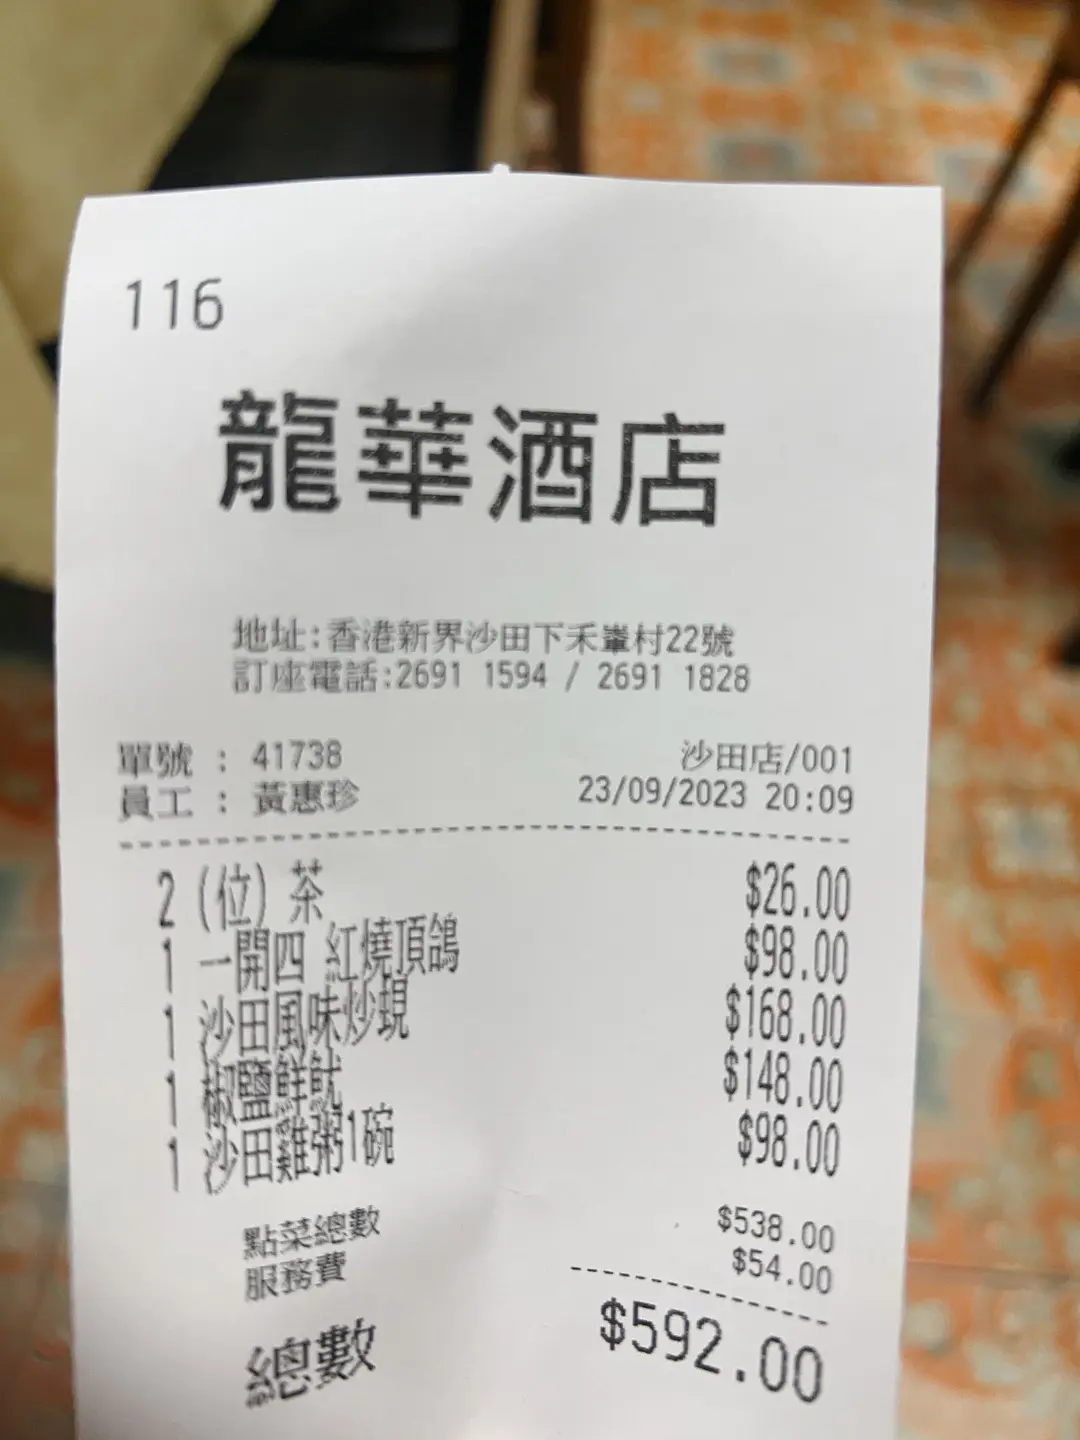 116
龍華酒店
地址:香港新界沙田下禾輋村22號
訂座電話:2691 1594 / 2691 1828
單號 : 41738 沙田店/001
員工 : 黃惠珍 23/09/2023 20:09
2 (位) 茶 $26.00
1 一開四 紅燒頂鴿 $98.00
1 沙田風味炒蜆 $168.00
1 椒鹽鮮魷 $148.00
1 沙田雞粥1碗 $98.00
點菜總數 $538.00
服務費 $54.00
總數 $592.00